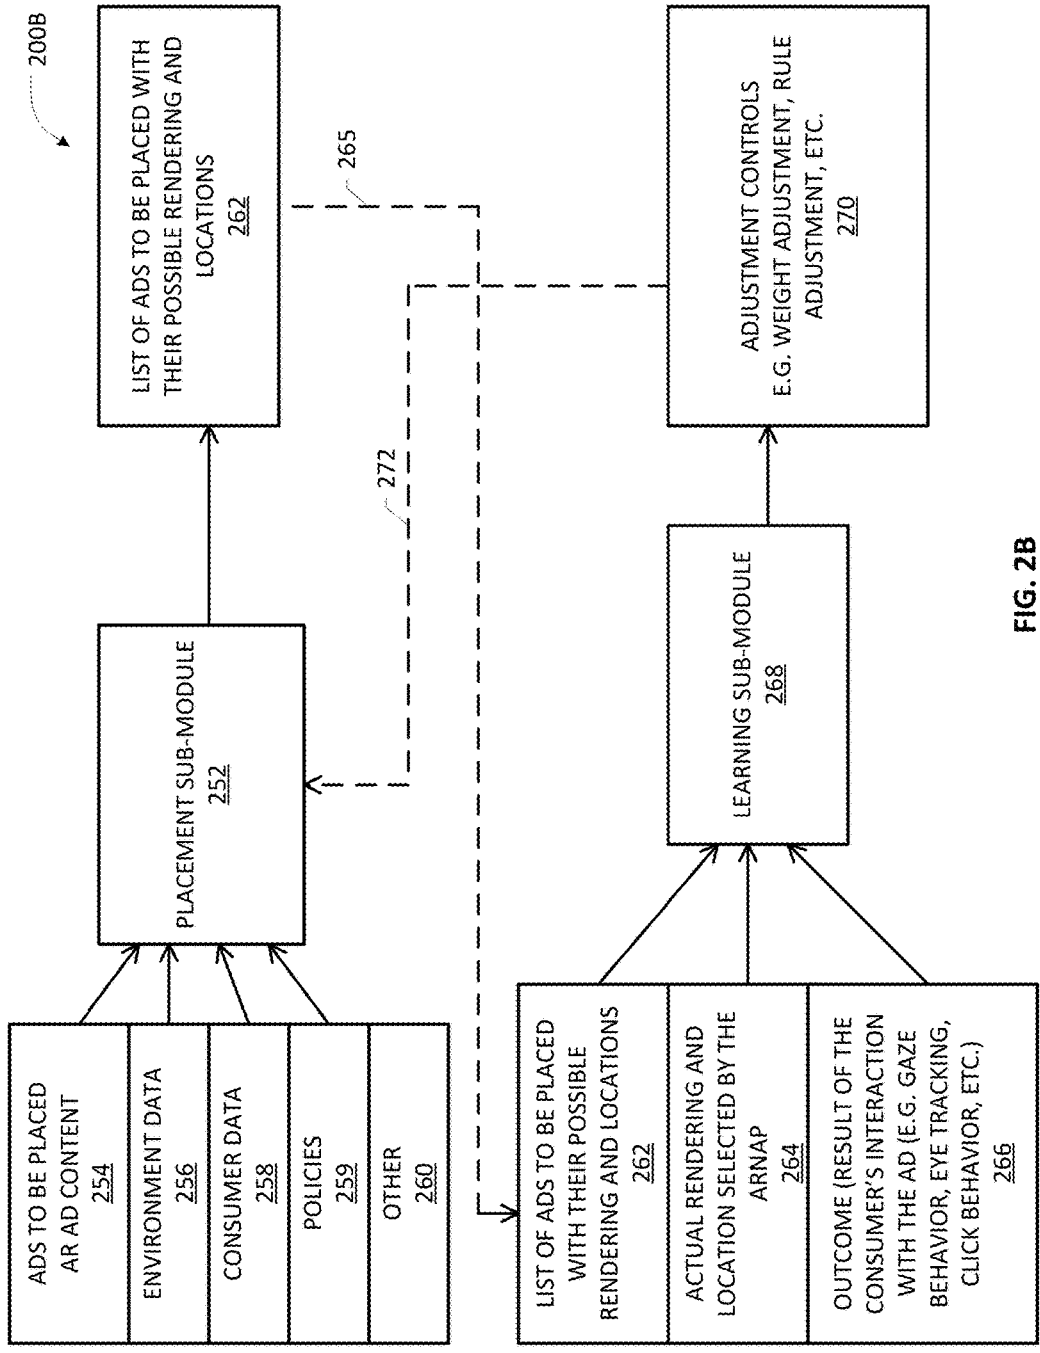 200B
ADS TO BE PLACED
AR AD CONTENT
254
ENVIRONMENT DATA
256
CONSUMER DATA
258
POLICIES
259
OTHER
260
PLACEMENT SUB-MODULE
252
LIST OF ADS TO BE PLACED WITH
THEIR POSSIBLE RENDERING AND
LOCATIONS
262
272
265
LIST OF ADS TO BE PLACED
WITH THEIR POSSIBLE
RENDERING AND LOCATIONS
262
ACTUAL RENDERING AND
LOCATION SELECTED BY THE
ARNAP
264
OUTCOME (RESULT OF THE
CONSUMER'S INTERACTION
WITH THE AD (E.G. GAZE
BEHAVIOR, EYE TRACKING,
CLICK BEHAVIOR, ETC.)
266
LEARNING SUB-MODULE
268
ADJUSTMENT CONTROLS
E.G. WEIGHT ADJUSTMENT, RULE
ADJUSTMENT, ETC.
270
FIG. 2B